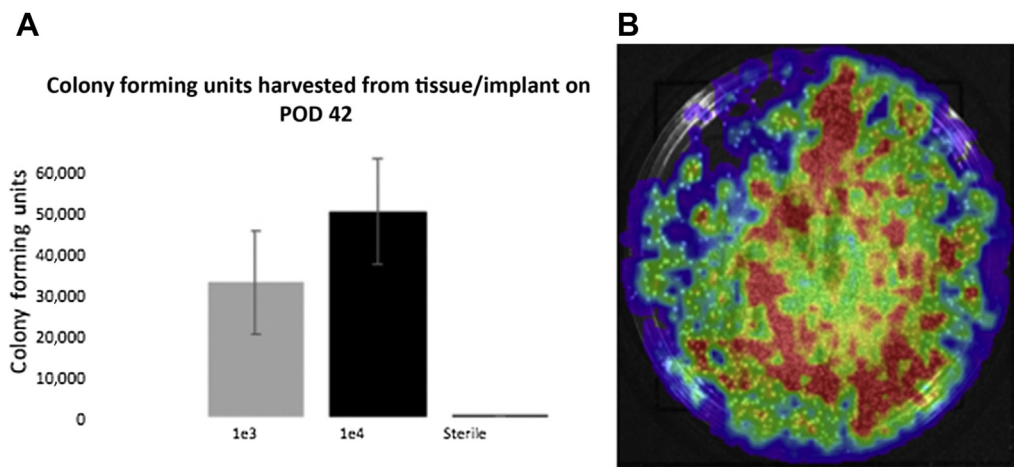 A
Colony forming units harvested from tissue/implant on
POD 42
Colony forming units
60,000
50,000
40,000
30,000
20,000
10,000
0
1e3
1e4
Sterile
B